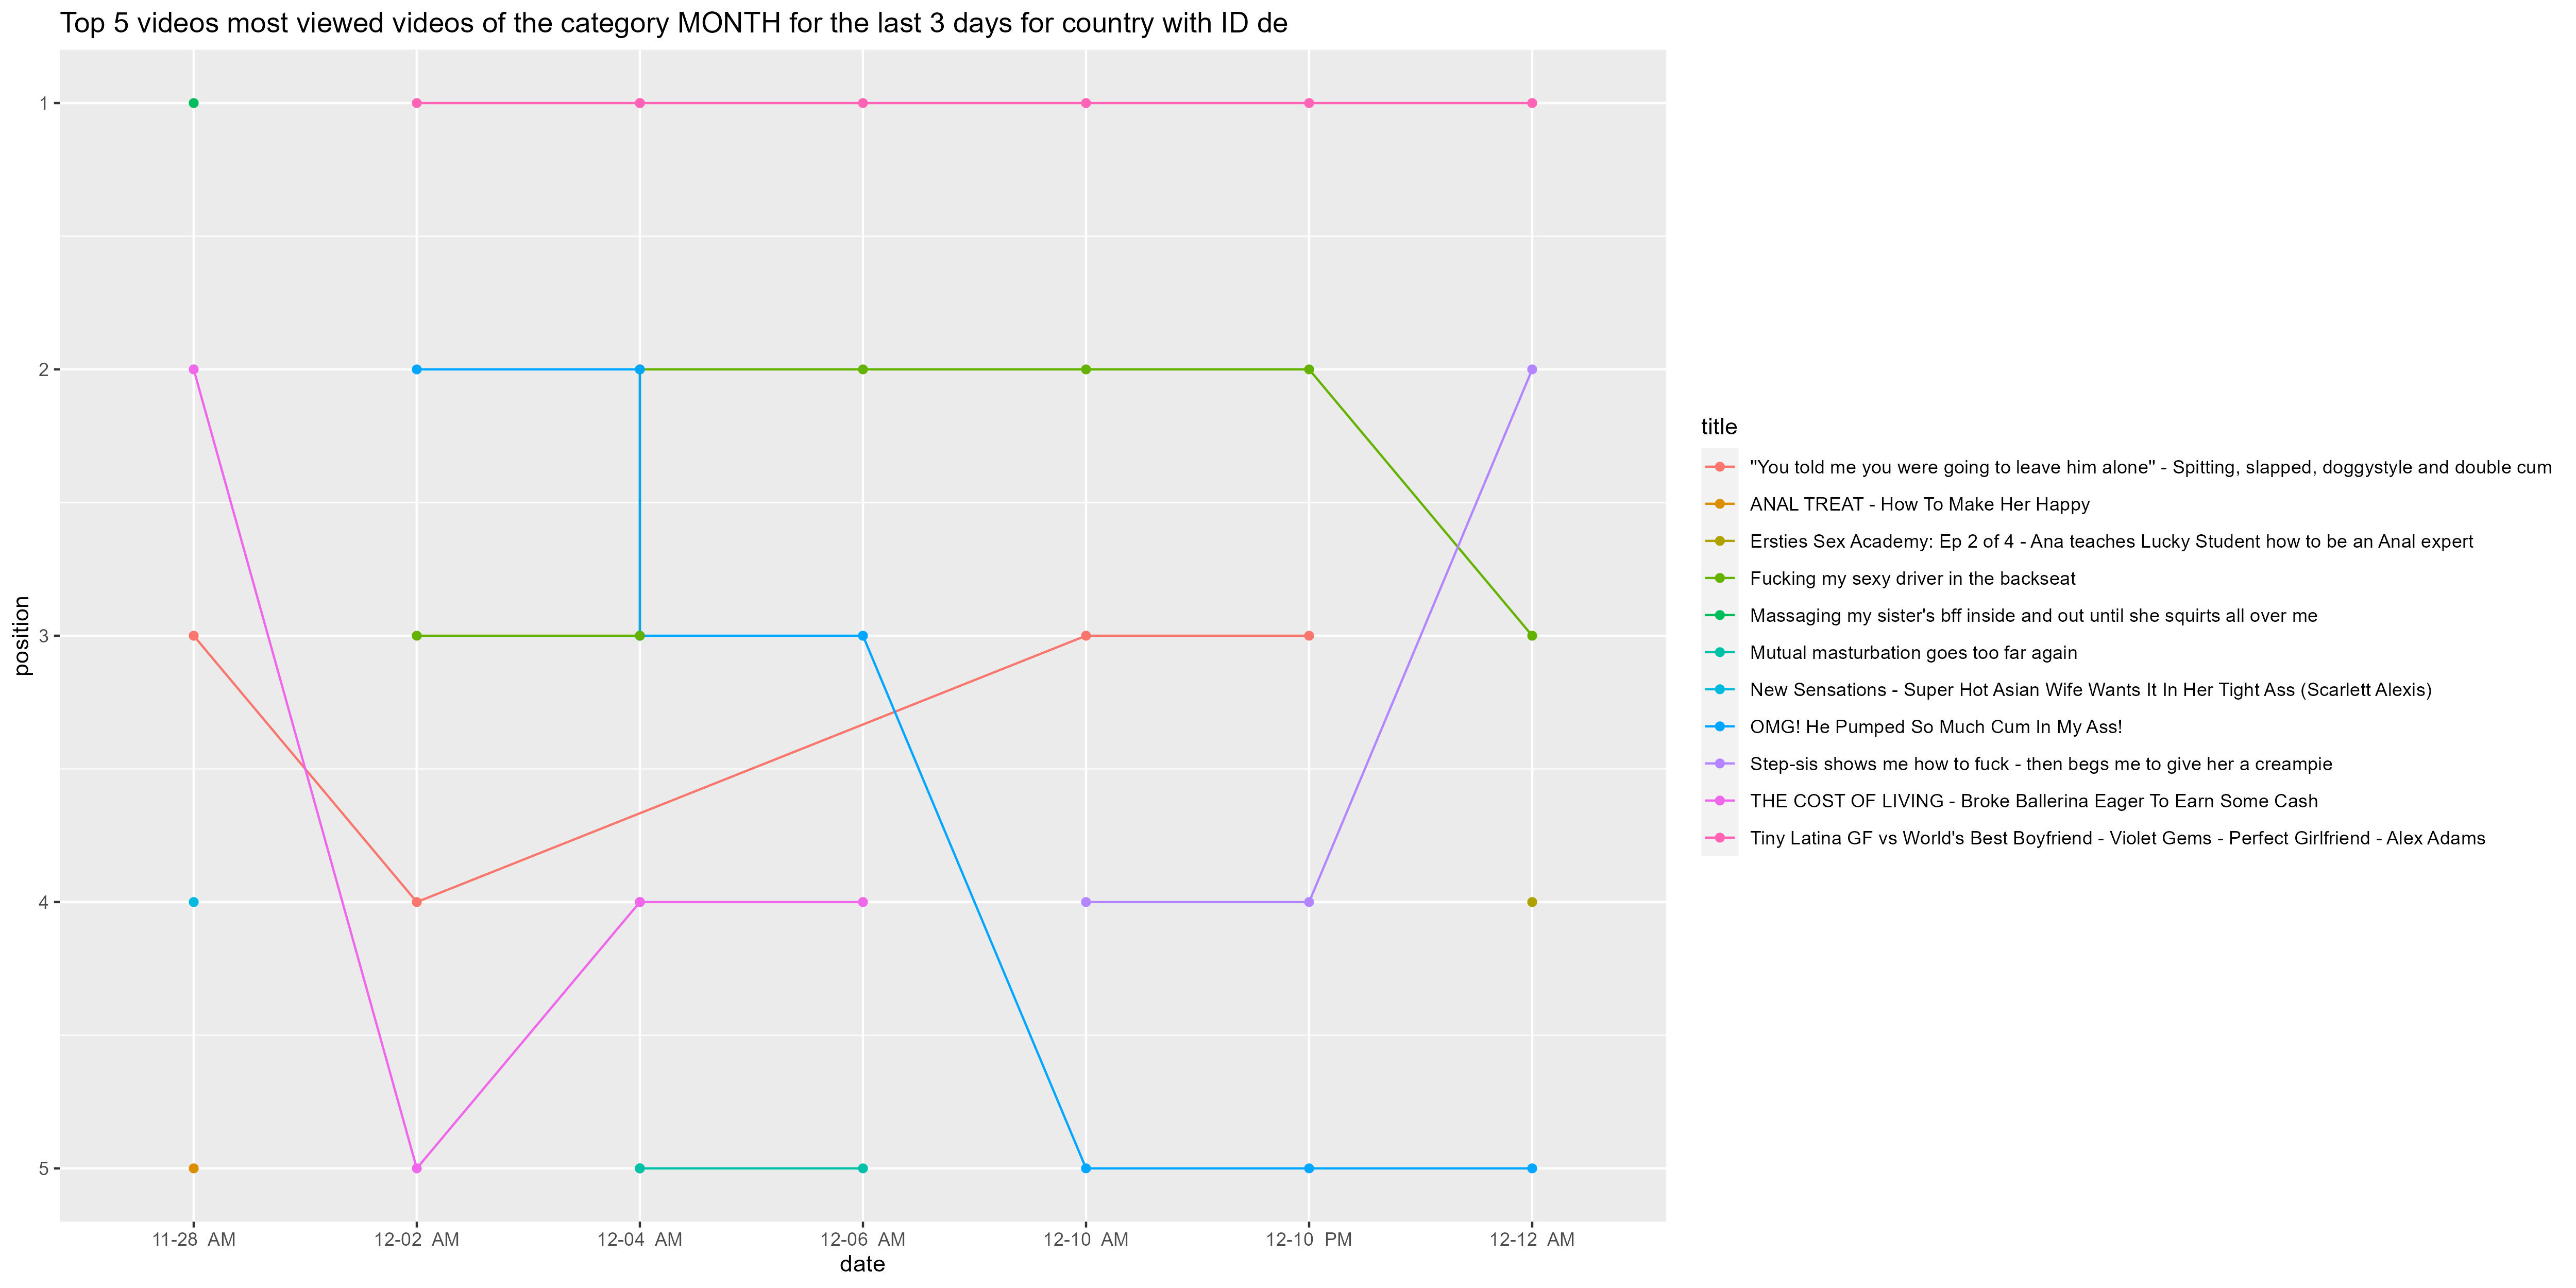 Top 5 videos most viewed videos of the category MONTH for the last 3 days for country with ID de
position
1
2
3
4
5
11-28 AM
12-02 AM
12-04 AM
12-06 AM
12-10 AM
12-10 PM
12-12 AM
date
title
"You told me you were going to leave him alone" - Spitting, slapped, doggystyle and double cum
ANAL TREAT - How To Make Her Happy
Ersties Sex Academy: Ep 2 of 4 - Ana teaches Lucky Student how to be an Anal expert
Fucking my sexy driver in the backseat
Massaging my sister's bff inside and out until she squirts all over me
Mutual masturbation goes too far again
New Sensations - Super Hot Asian Wife Wants It In Her Tight Ass (Scarlett Alexis)
OMG! He Pumped So Much Cum In My Ass!
Step-sis shows me how to fuck - then begs me to give her a creampie
THE COST OF LIVING - Broke Ballerina Eager To Earn Some Cash
Tiny Latina GF vs World's Best Boyfriend - Violet Gems - Perfect Girlfriend - Alex Adams